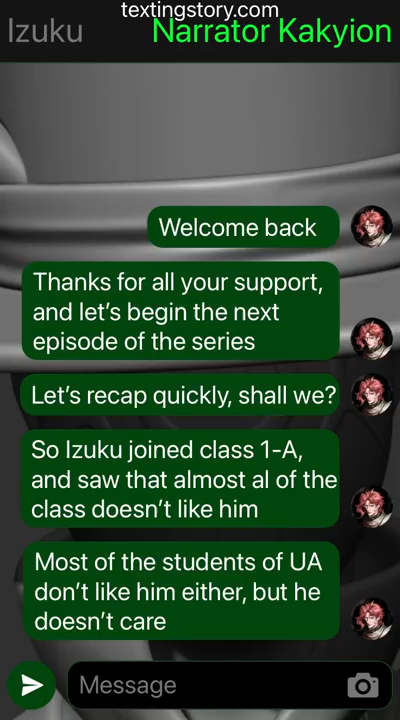 textingstory.com
Izuku Narrator Kakyion
Welcome back
Thanks for all your support,
and let's begin the next
episode of the series
Let's recap quickly, shall we?
So Izuku joined class 1-A,
and saw that almost al of the
class doesn't like him
Most of the students of UA
don't like him either, but he
doesn't care
Message